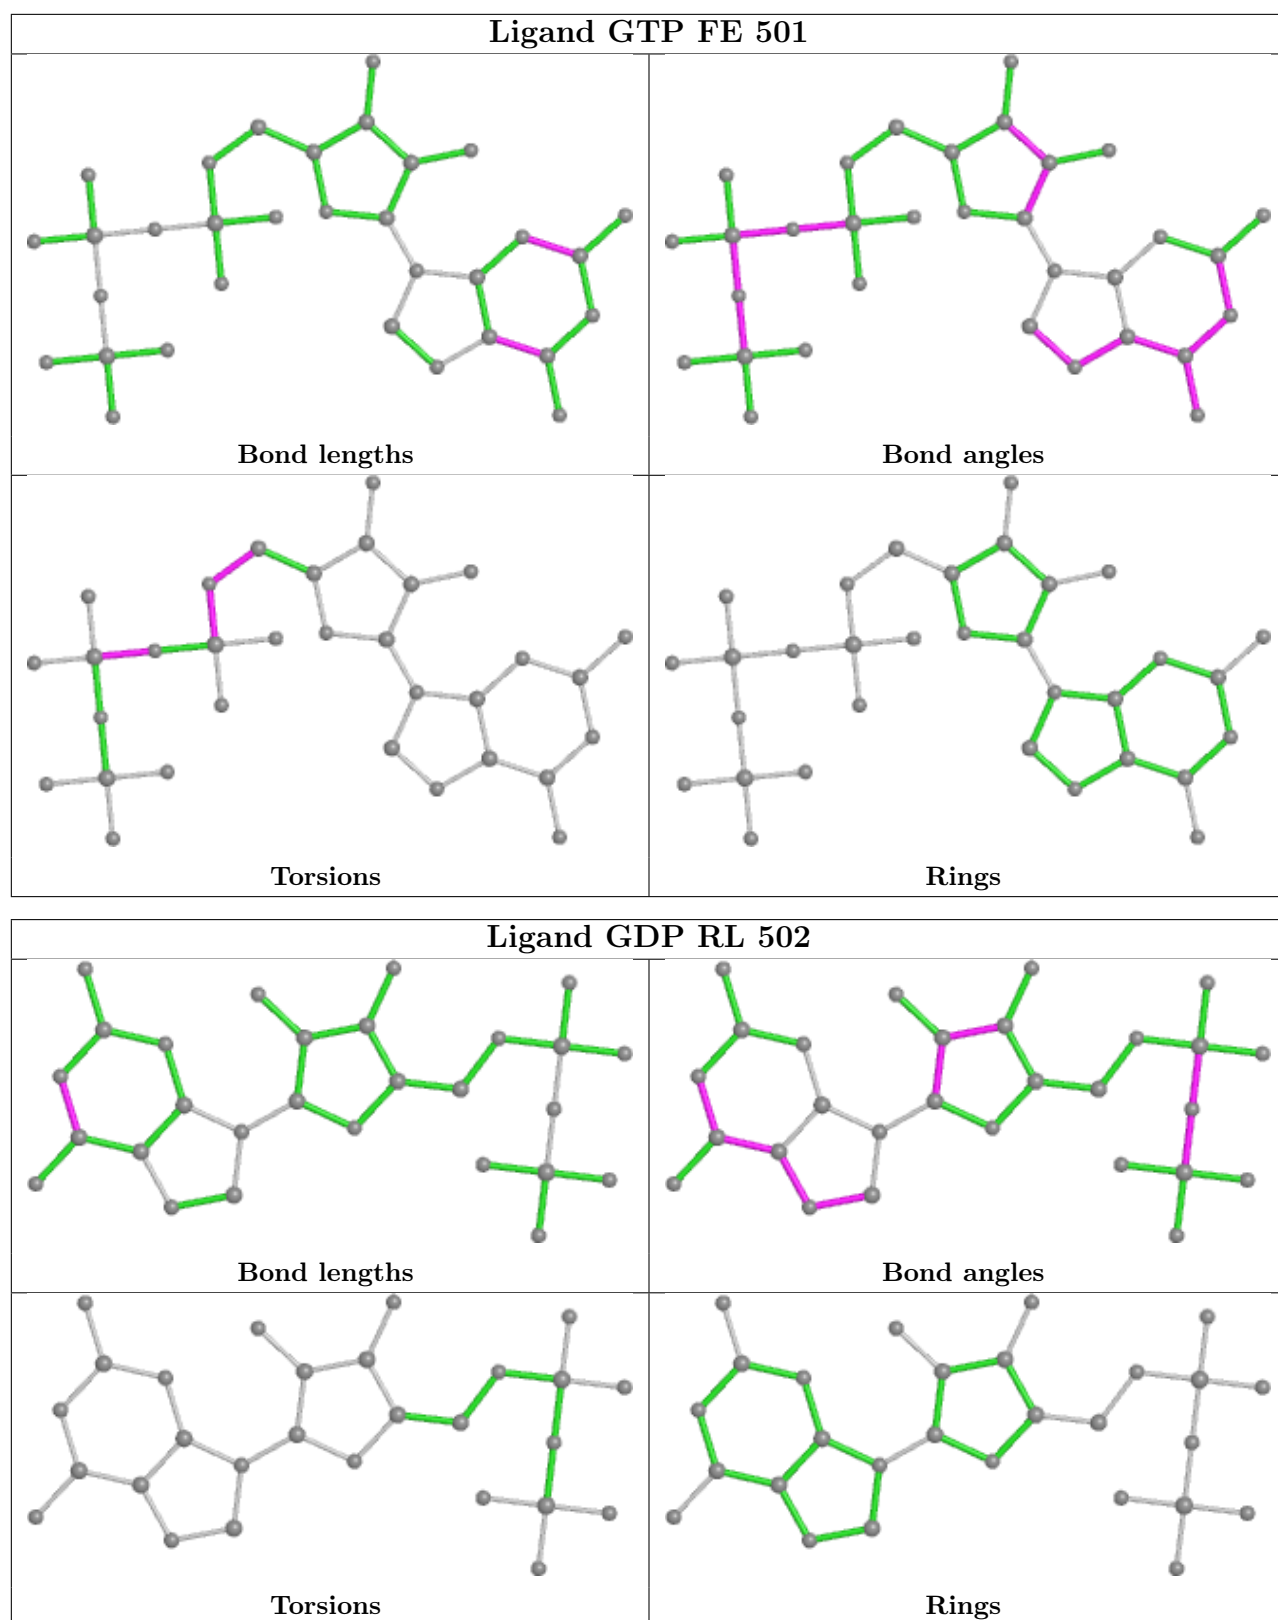 Ligand GTP FE 501
Bond lengths
Bond angles
Torsions
Rings
Ligand GDP RL 502
Bond lengths
Bond angles
Torsions
Rings